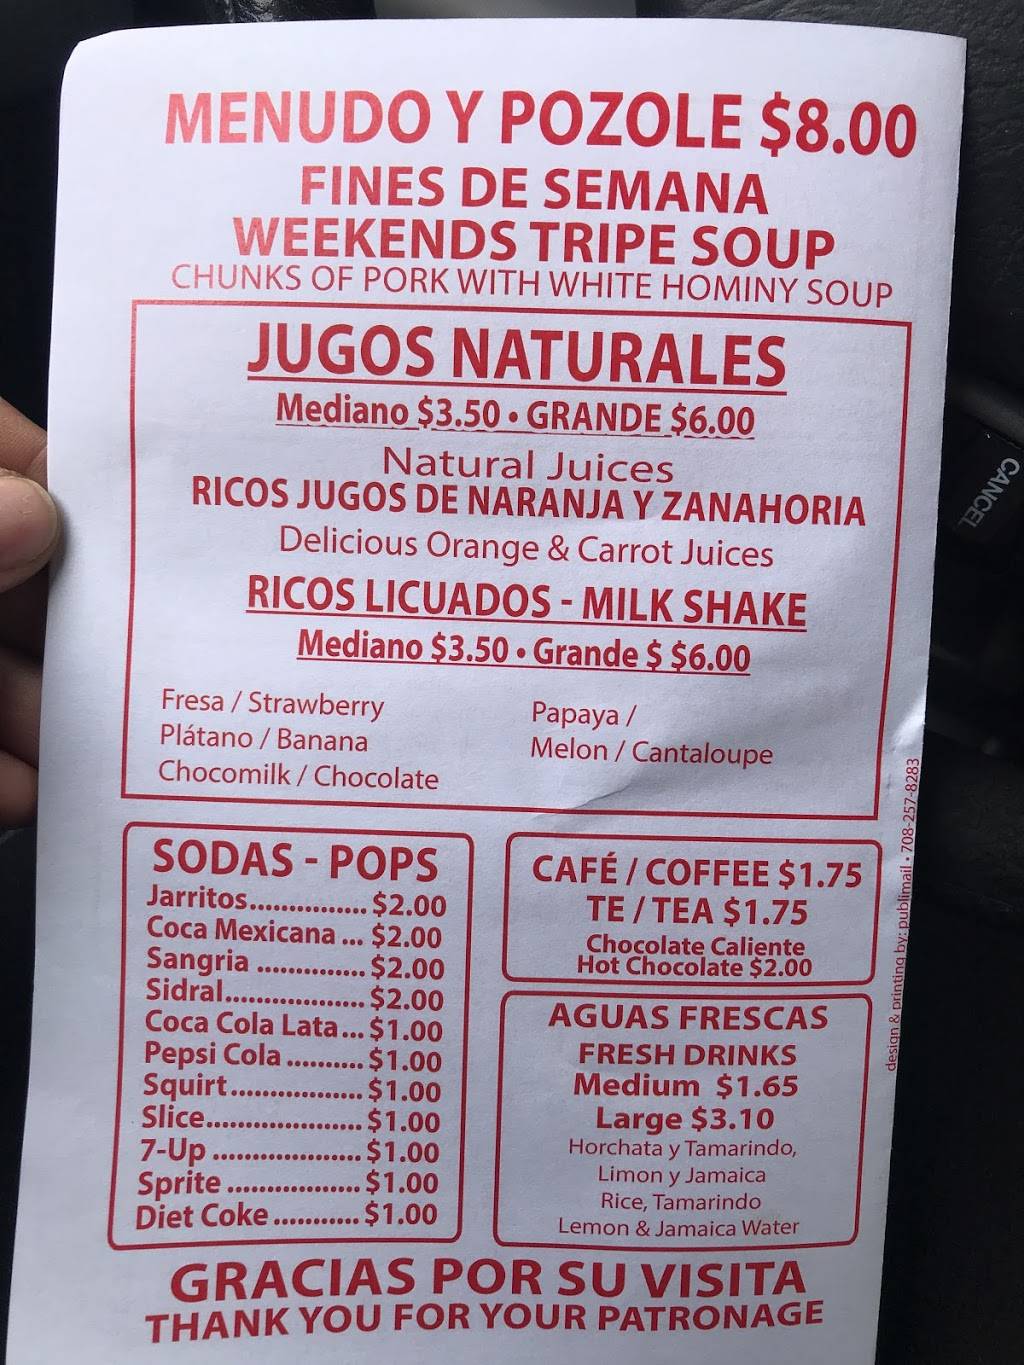 MENUDO Y POZOLE $8.00
FINES DE SEMANA
WEEKENDS TRIPE SOUP
CHUNKS OF PORK WITH WHITE HOMINY SOUP
JUGOS NATURALES
Mediano $3.50 • GRANDE $6.00
Natural Juices
RICOS JUGOS DE NARANJA Y ZANAHORIA
Delicious Orange & Carrot Juices
RICOS LICUADOS - MILK SHAKE
Mediano $3.50 • Grande $ $6.00
Fresa / Strawberry
Plátano / Banana
Chocomilk / Chocolate
Papaya /
Melon / Cantaloupe
SODAS - POPS
Jarritos................ $2.00
Coca Mexicana ... $2.00
Sangria ............... $2.00
Sidral................... $2.00
Coca Cola Lata... $1.00
Pepsi Cola .......... $1.00
Squirt.................. $1.00
Slice..................... $1.00
7-Up .................... $1.00
Sprite .................. $1.00
Diet Coke ........... $1.00
CAFÉ / COFFEE $1.75
TE / TEA $1.75
Chocolate Caliente
Hot Chocolate $2.00
AGUAS FRESCAS
FRESH DRINKS
Medium $1.65
Large $3.10
Horchata y Tamarindo,
Limon y Jamaica
Rice, Tamarindo
Lemon & Jamaica Water
design & printing by: publimail • 708-257-8283
GRACIAS POR SU VISITA
THANK YOU FOR YOUR PATRONAGE
CANCEL